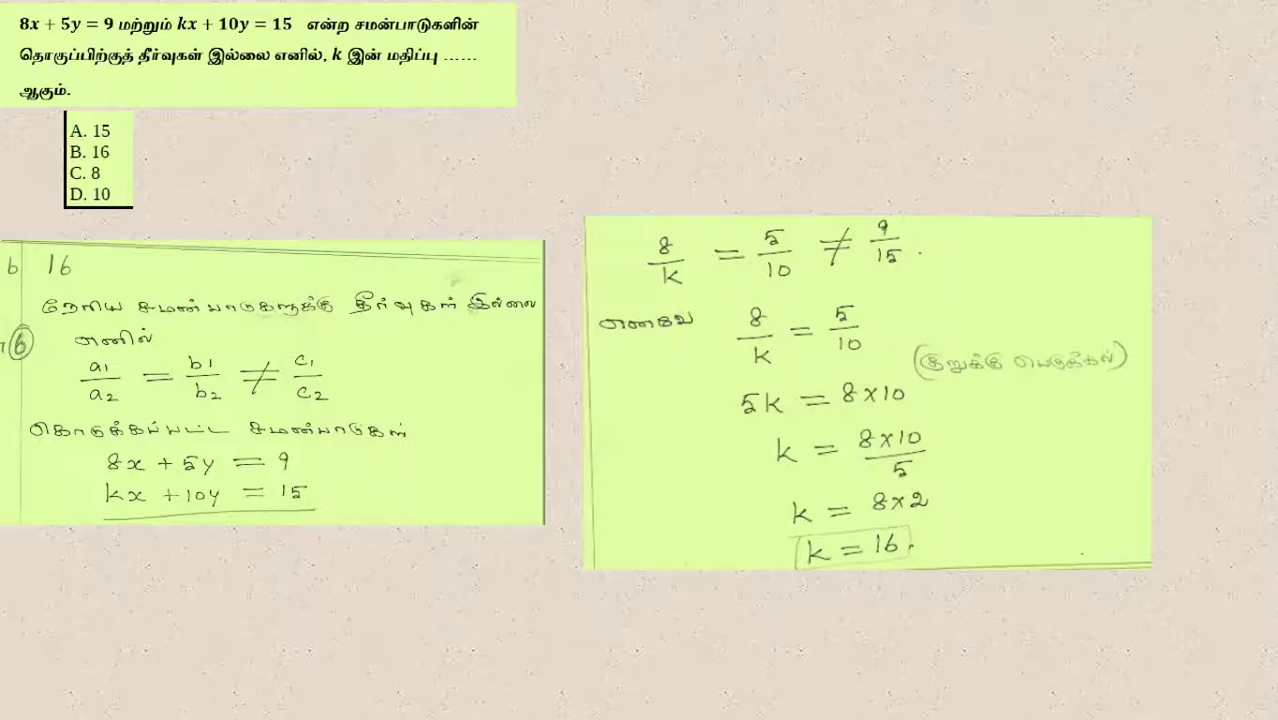 8x + 5y = 9 மற்றும் kx + 10y = 15 என்ற சமன்பாடுகளின்
தொகுப்பிற்குத் தீர்வுகள் இல்லை எனில், k இன் மதிப்பு ……
ஆகும்.
A. 15
B. 16
C. 8
D. 10
b 16
நேரிய சமன்பாடுகளுக்கு தீர்வுகள் இல்லை
6 எனில்
a₁/a₂ = b₁/b₂ ≠ c₁/c₂
கொடுக்கப்பட்ட சமன்பாடுகள்
8x + 5y = 9
kx + 10y = 15
8/k = 5/10 ≠ 9/15.
எனவே 8/k = 5/10
(குறுக்கு பெருக்கல்)
5k = 8×10
k = 8×10/5
k = 8×2
k = 16.